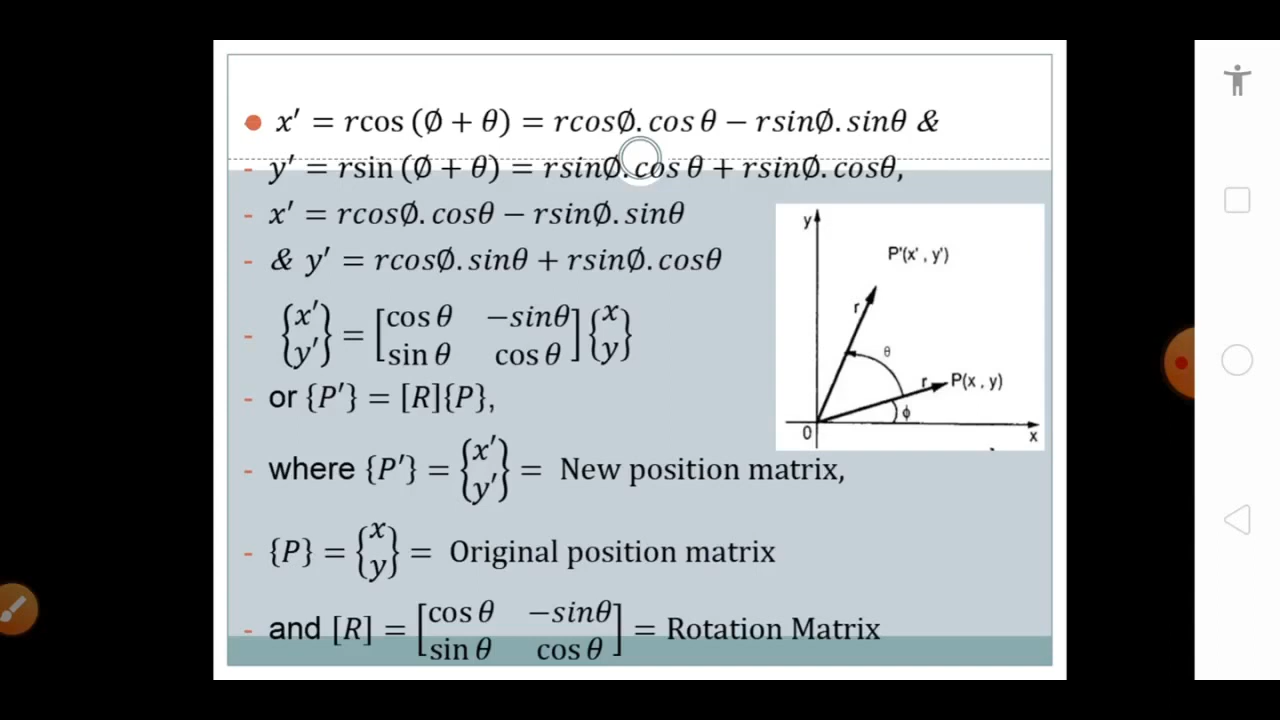 x′ = rcos (∅ + θ) = rcos∅. cos θ − rsin∅. sinθ &
- y′ = rsin (∅ + θ) = rsin∅. cos θ + rsin∅. cosθ,
- x′ = rcos∅. cosθ − rsin∅. sinθ
- & y′ = rcos∅. sinθ + rsin∅. cosθ
- {x′ y′} = [cos θ −sinθ sin θ cos θ] {x y}
- or {P′} = [R]{P},
- where {P′} = {x′ y′} = New position matrix,
- {P} = {x y} = Original position matrix
- and [R] = [cos θ −sinθ sin θ cos θ] = Rotation Matrix
y
P'(x' , y')
r
θ
r
P(x , y)
ϕ
0
x